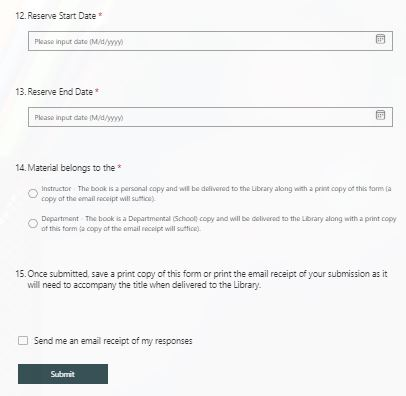 12. Reserve Start Date *
Please input date (M/d/yyyy)
13. Reserve End Date *
Please input date (M/d/yyyy)
14. Material belongs to the *
Instructor - The book is a personal copy and will be delivered to the Library along with a print copy of this form (a
copy of the email receipt will suffice).
Department - The book is a Departmental (School) copy and will be delivered to the Library along with a print copy
of this form (a copy of the email receipt will suffice).
15. Once submitted, save a print copy of this form or print the email receipt of your submission as it
will need to accompany the title when delivered to the Library.
Send me an email receipt of my responses
Submit